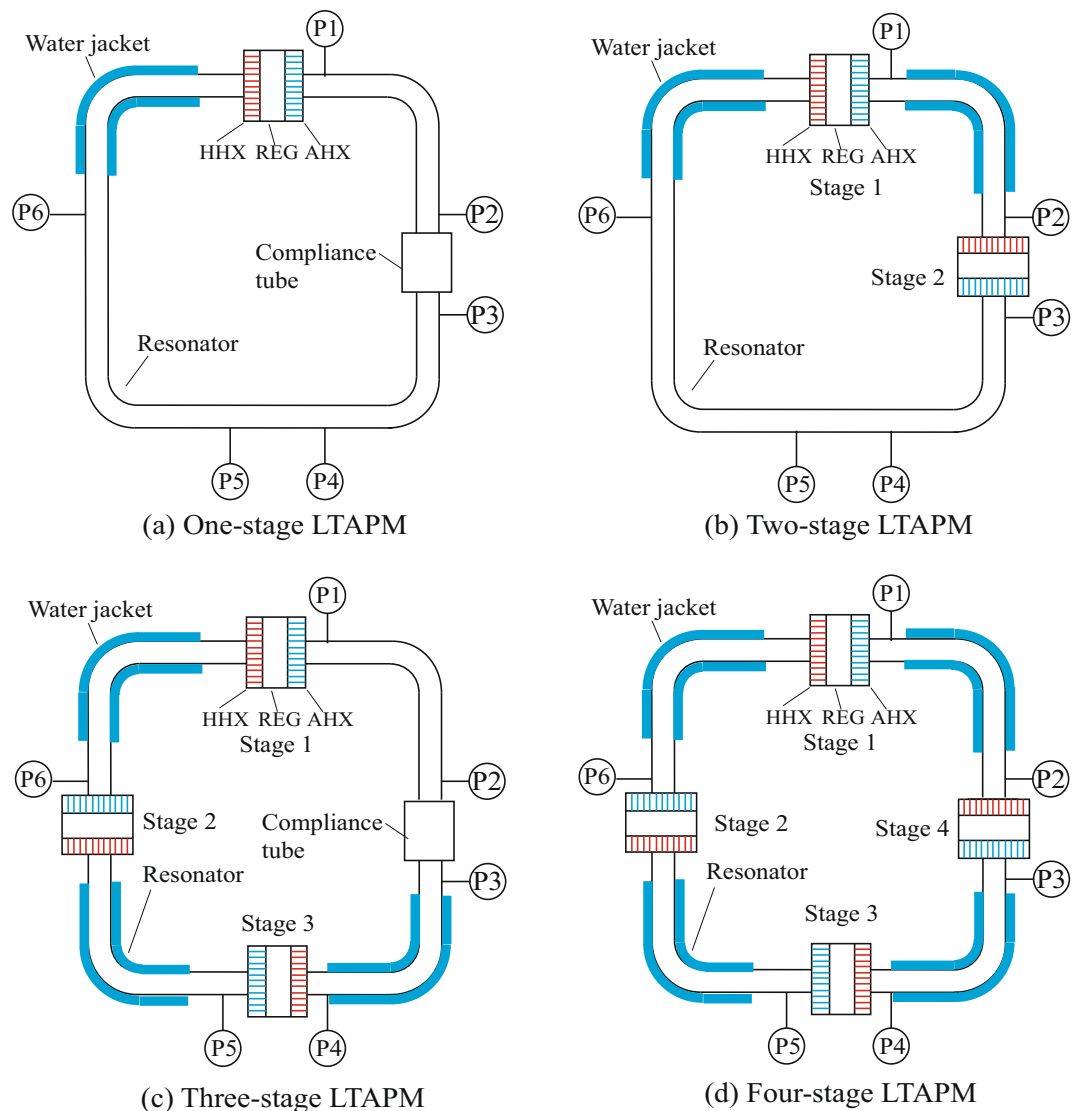 P1
Water jacket
HHX REG AHX
P6
P2
Compliance
tube
P3
Resonator
P5
P4
(a) One-stage LTAPM
P1
Water jacket
HHX REG AHX
Stage 1
P6
P2
Stage 2
P3
Resonator
P5
P4
(b) Two-stage LTAPM
P1
Water jacket
HHX REG AHX
Stage 1
P6
P2
Stage 2
Compliance
tube
Resonator
P3
Stage 3
P5
P4
(c) Three-stage LTAPM
P1
Water jacket
HHX REG AHX
Stage 1
P6
P2
Stage 2
Stage 4
Resonator
P3
Stage 3
P5
P4
(d) Four-stage LTAPM